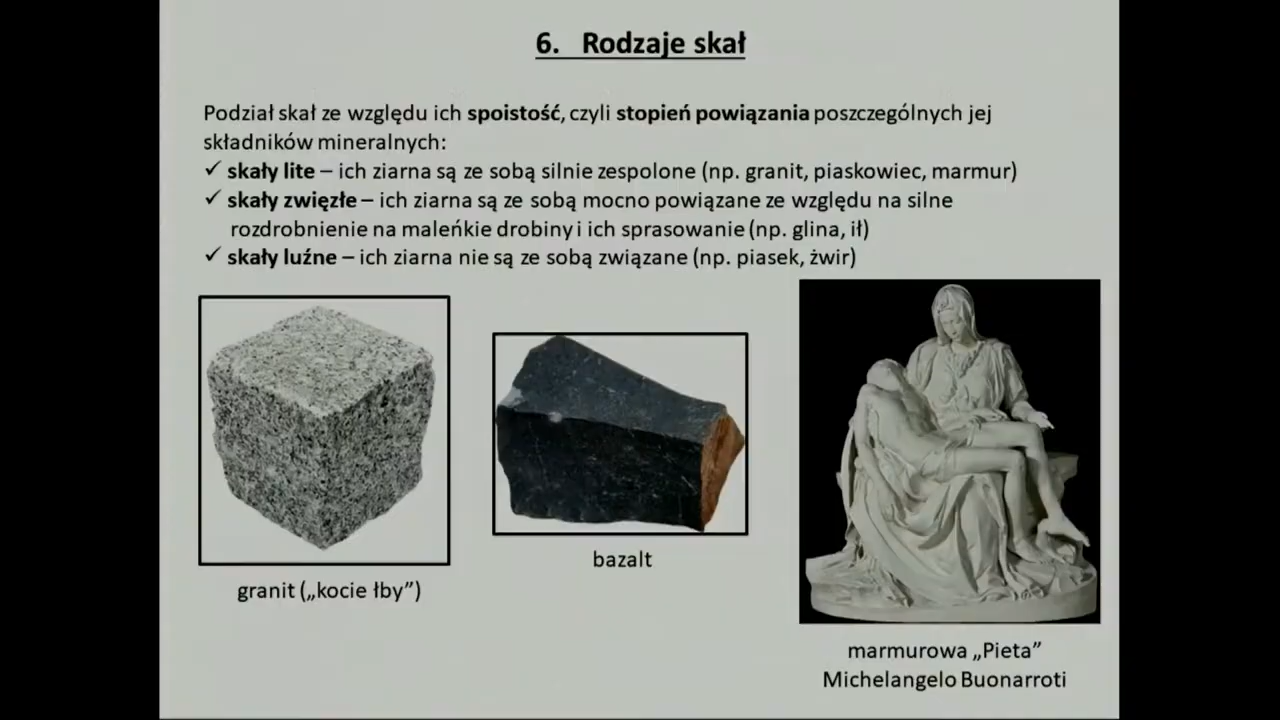 6. Rodzaje skał
Podział skał ze względu ich spoistość, czyli stopień powiązania poszczególnych jej
składników mineralnych:
✓ skały lite – ich ziarna są ze sobą silnie zespolone (np. granit, piaskowiec, marmur)
✓ skały zwięzłe – ich ziarna są ze sobą mocno powiązane ze względu na silne
rozdrobnienie na maleńkie drobiny i ich sprasowanie (np. glina, ił)
✓ skały luźne – ich ziarna nie są ze sobą związane (np. piasek, żwir)
granit („kocie łby”)
bazalt
marmurowa „Pieta”
Michelangelo Buonarroti